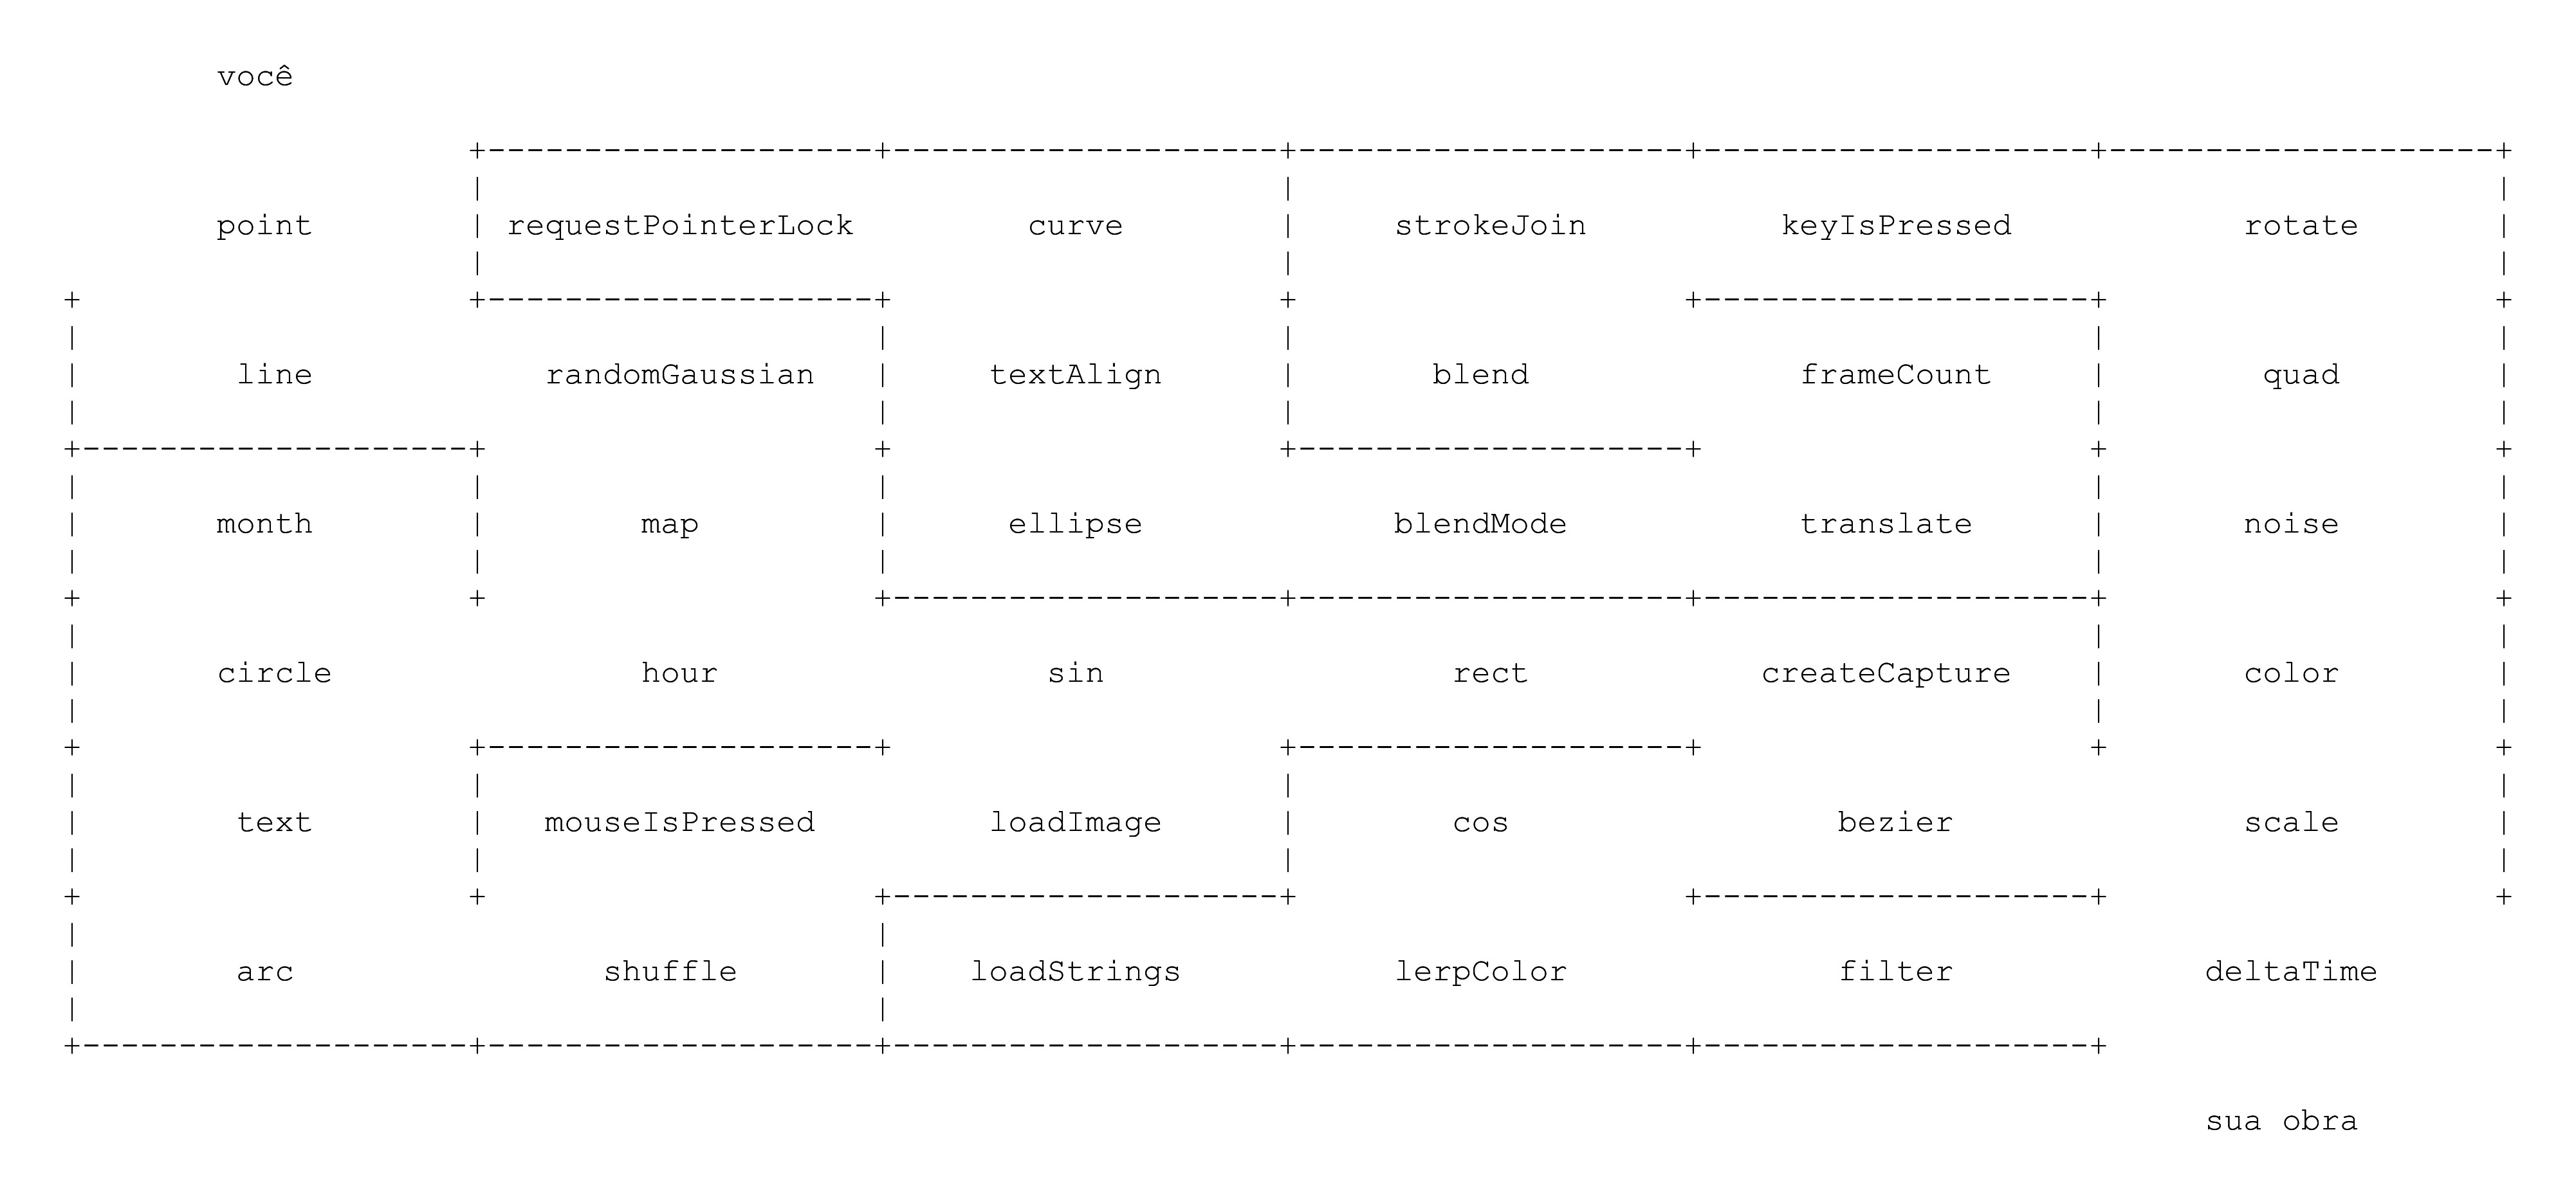 você
point requestPointerLock curve strokeJoin keyIsPressed rotate
line randomGaussian textAlign blend frameCount quad
month map ellipse blendMode translate noise
circle hour sin rect createCapture color
text mouseIsPressed loadImage cos bezier scale
arc shuffle loadStrings lerpColor filter deltaTime
sua obra